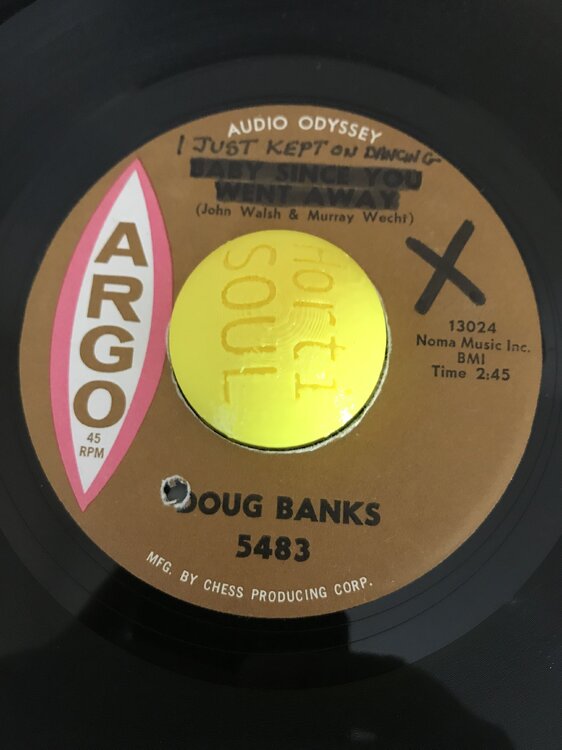 AUDIO ODYSSEY
I JUST KEPT ON DANCING
BABY SINCE YOU
WENT AWAY
(John Walsh & Murray Wecht)
X
Horti
SOUL
ARGO
45
RPM
13024
Noma Music Inc.
BMI
Time 2:45
DOUG BANKS
5483
MFG. BY CHESS PRODUCING CORP.